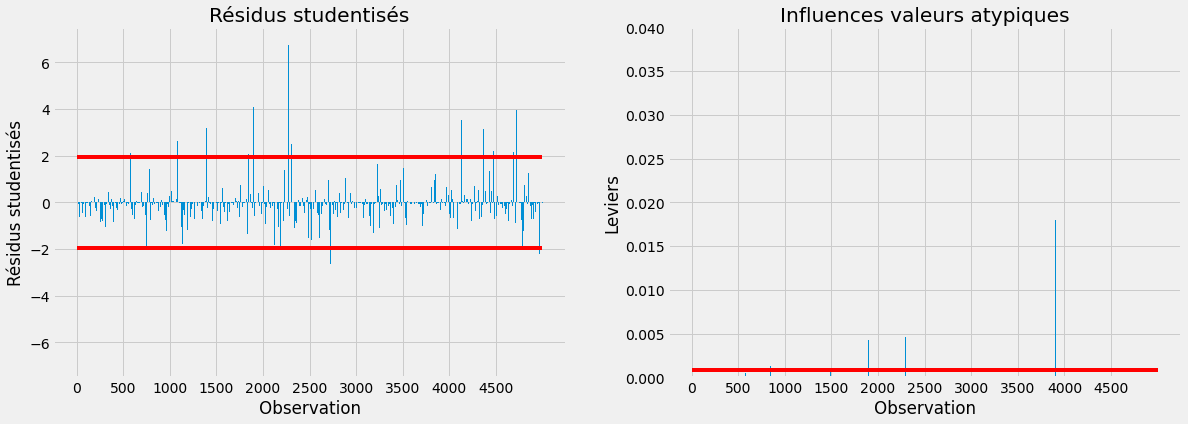 Résidus studentisés
Résidus studentisés
6
4
2
0
−2
−4
−6
0 500 1000 1500 2000 2500 3000 3500 4000 4500
Observation
Influences valeurs atypiques
Leviers
0.040
0.035
0.030
0.025
0.020
0.015
0.010
0.005
0.000
0 500 1000 1500 2000 2500 3000 3500 4000 4500
Observation